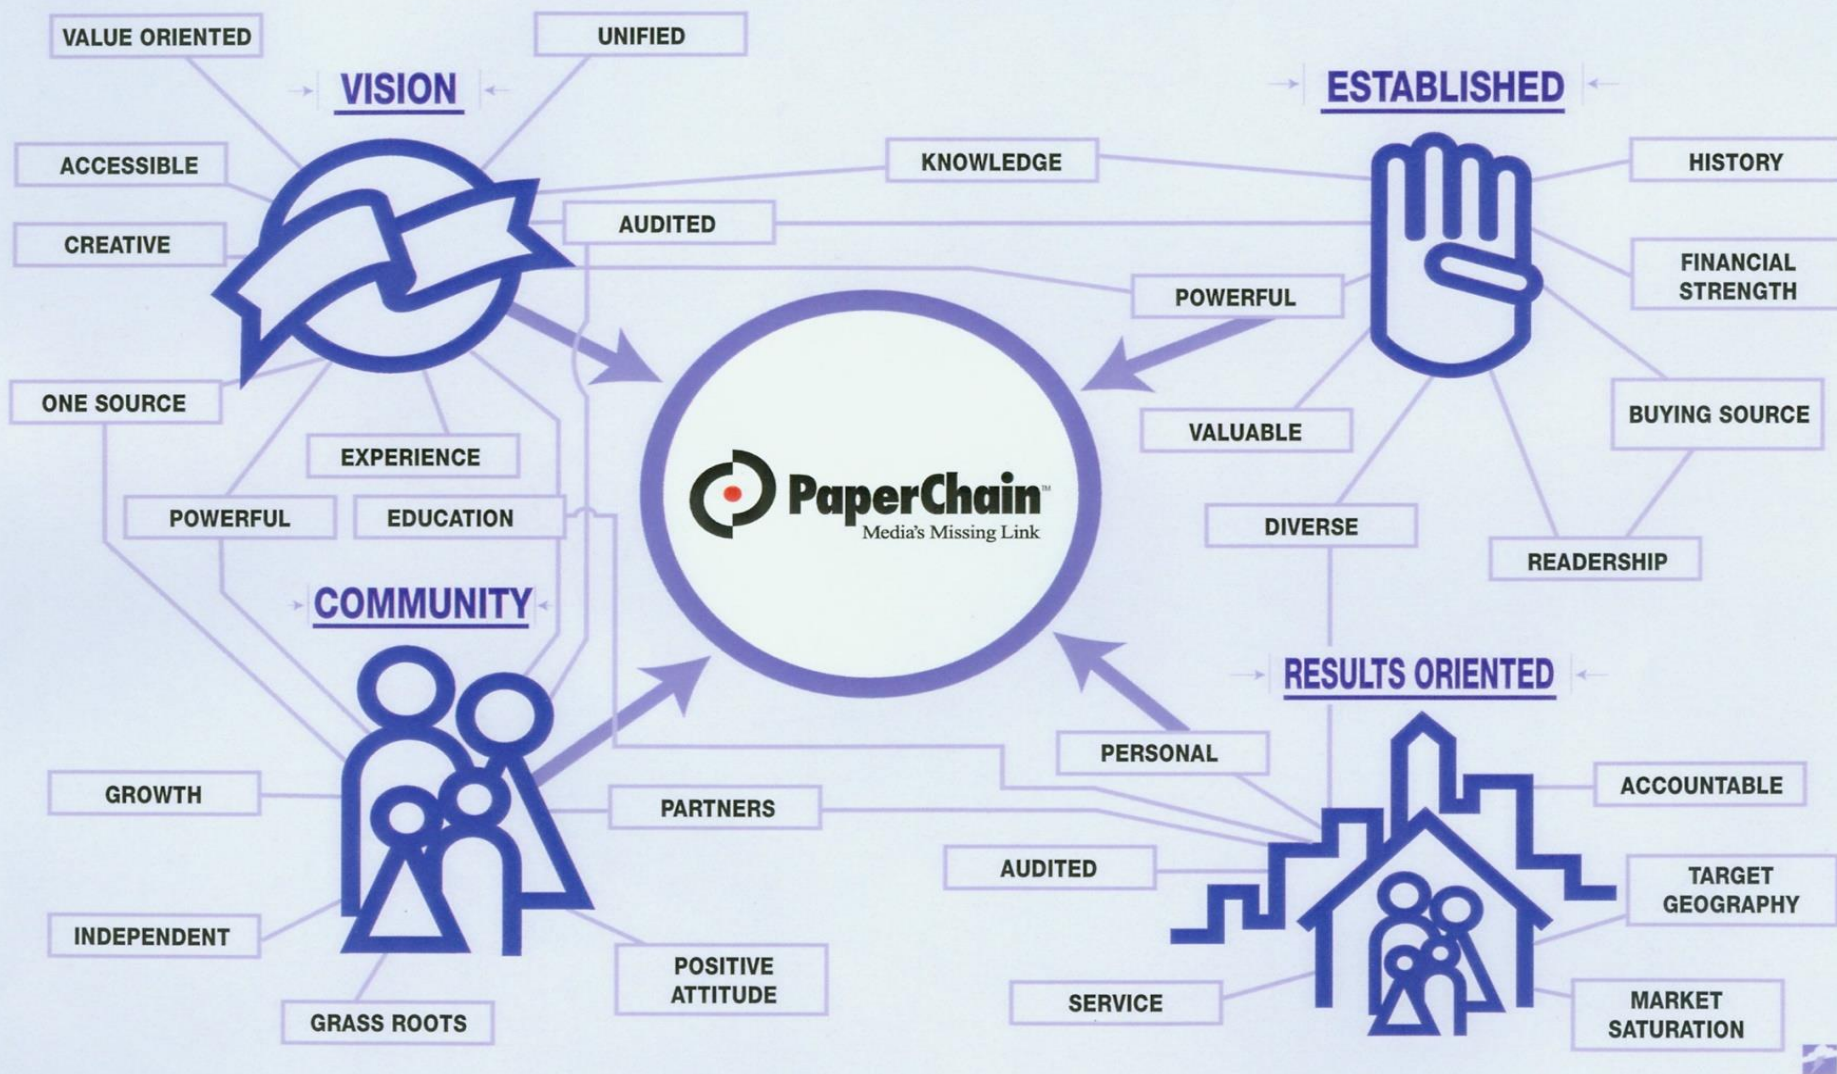 VALUE ORIENTED
UNIFIED
VISION
ACCESSIBLE
CREATIVE
KNOWLEDGE
AUDITED
POWERFUL
ESTABLISHED
HISTORY
FINANCIAL
STRENGTH
BUYING SOURCE
VALUABLE
DIVERSE
READERSHIP
ONE SOURCE
EXPERIENCE
POWERFUL
EDUCATION
PaperChain™
Media's Missing Link
COMMUNITY
GROWTH
PARTNERS
INDEPENDENT
POSITIVE
ATTITUDE
GRASS ROOTS
RESULTS ORIENTED
PERSONAL
ACCOUNTABLE
AUDITED
TARGET
GEOGRAPHY
SERVICE
MARKET
SATURATION